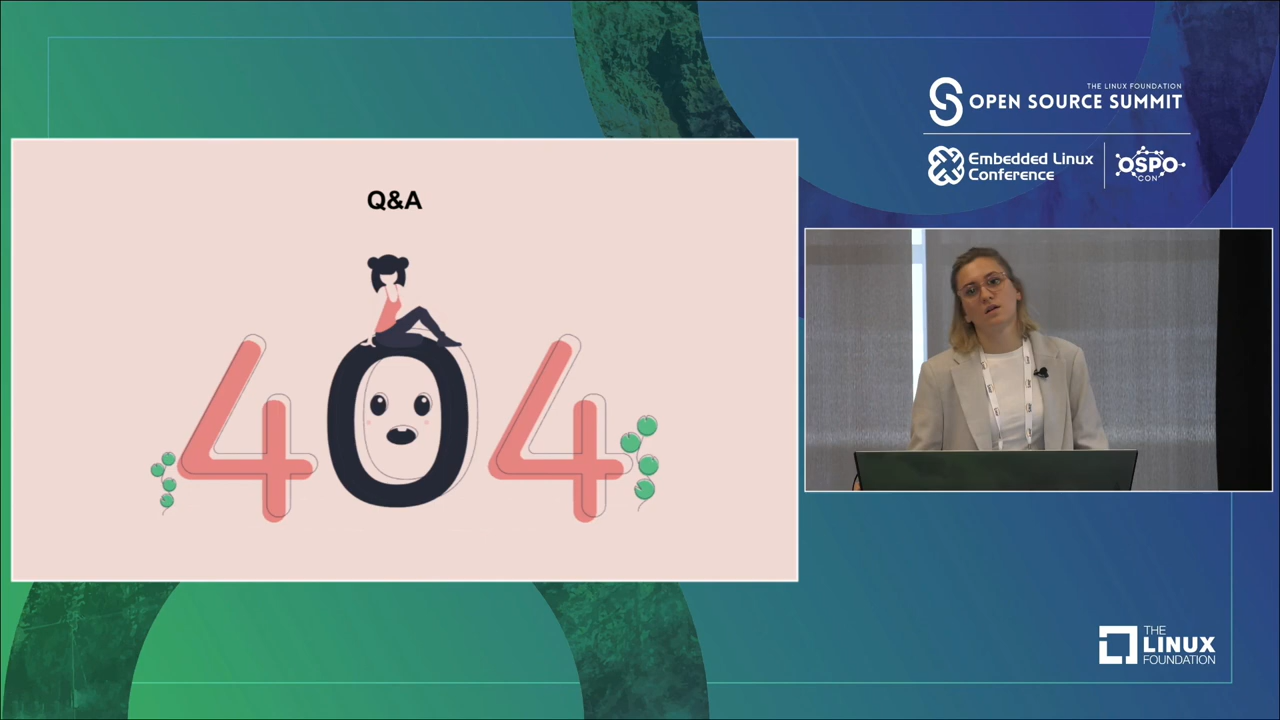 Q&A
404
THE LINUX FOUNDATION
OPEN SOURCE SUMMIT
Embedded Linux
Conference
OSPO
CON
THE
LINUX
FOUNDATION